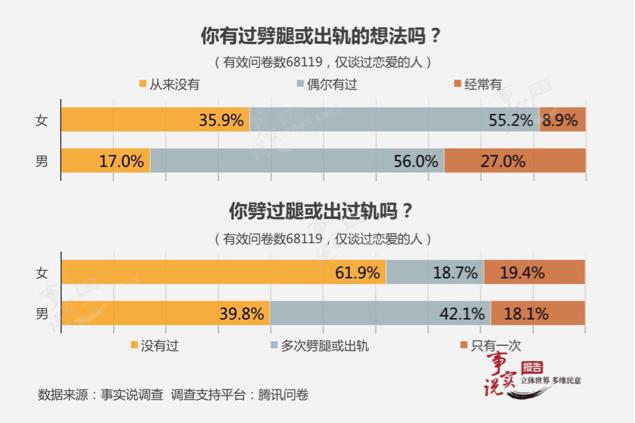 你有过劈腿或出轨的想法吗？
（有效问卷数68119，仅谈过恋爱的人）
从来没有 偶尔有过 经常有
女 35.9% 55.2% 8.9%
男 17.0% 56.0% 27.0%
你劈过腿或出过轨吗？
（有效问卷数68119，仅谈过恋爱的人）
女 61.9% 18.7% 19.4%
男 39.8% 42.1% 18.1%
没有过 多次劈腿或出轨 只有一次
数据来源：事实说调查 调查支持平台：腾讯问卷
事实说 报告
立体世界 多维民意